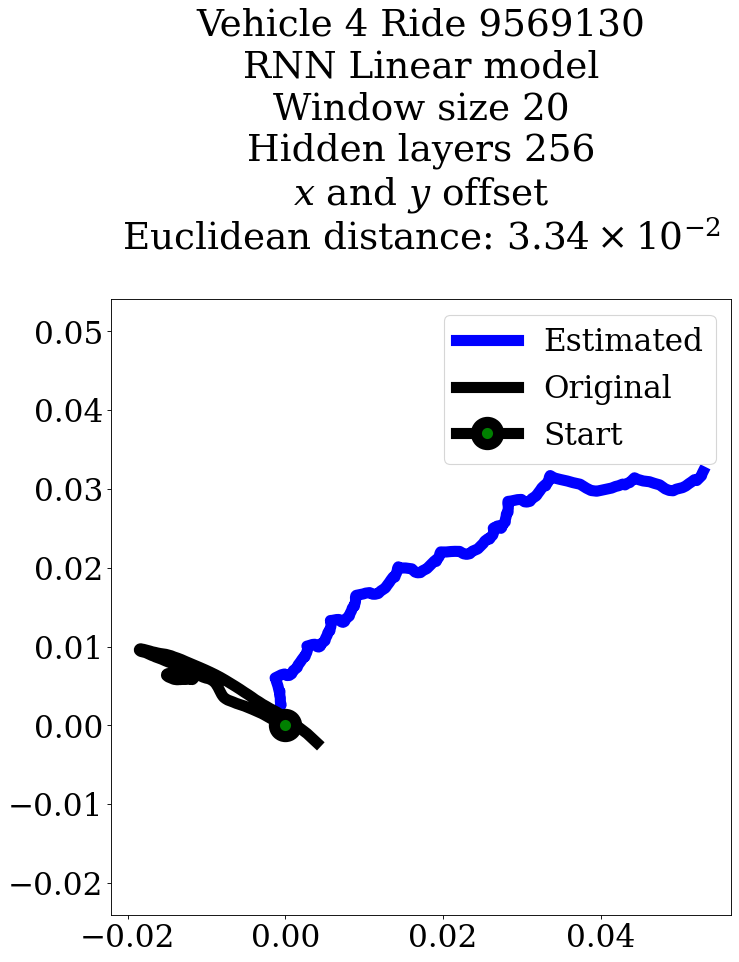 Vehicle 4 Ride 9569130
RNN Linear model
Window size 20
Hidden layers 256
x and y offset
Euclidean distance: 3.34 × 10⁻²
Estimated
Original
Start
0.05
0.04
0.03
0.02
0.01
0.00
−0.01
−0.02
−0.02 0.00 0.02 0.04